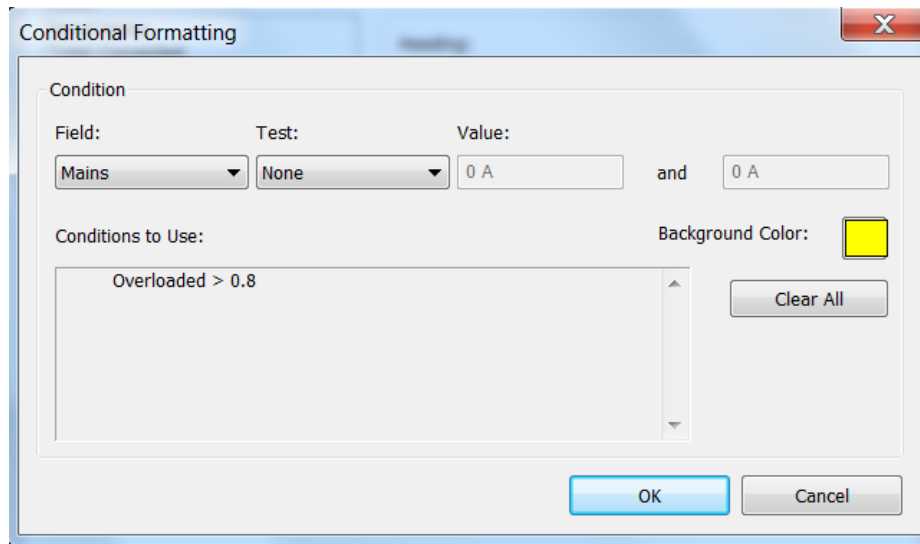 Conditional Formatting
Heading:
Condition
Field: Test: Value:
Mains None 0 A and 0 A
Conditions to Use: Background Color:
Overloaded > 0.8
Clear All
OK Cancel